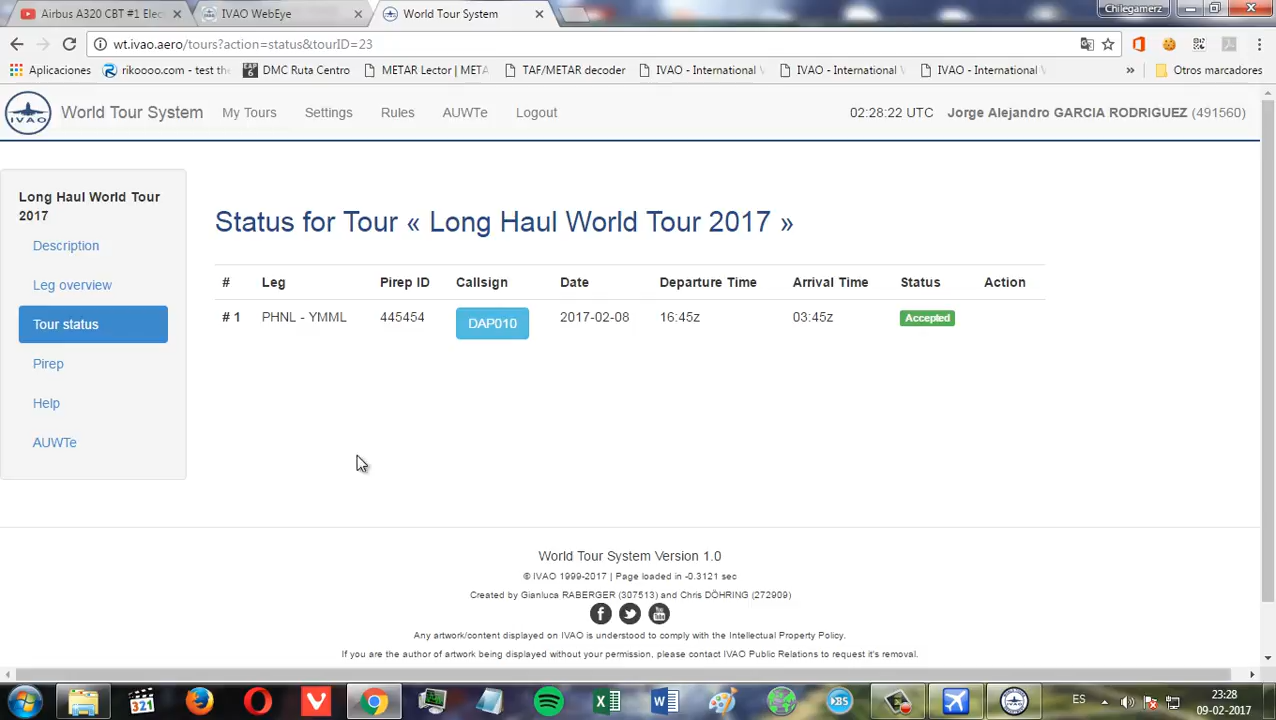 Airbus A320 CBT #1 Elec
IVAO WebEye
World Tour System
Chilegamerz
wt.ivao.aero/tours?action=status&tourID=23
Aplicaciones
rikoooo.com - test the
DMC Ruta Centro
METAR Lector | META
TAF/METAR decoder
IVAO - International V
IVAO - International V
IVAO - International V
»
Otros marcadores
IVAO
World Tour System
My Tours
Settings
Rules
AUWTe
Logout
02:28:22 UTC
Jorge Alejandro GARCIA RODRIGUEZ (491560)
Long Haul World Tour
2017
Description
Leg overview
Tour status
Pirep
Help
AUWTe
Status for Tour « Long Haul World Tour 2017 »
# Leg Pirep ID Callsign Date Departure Time Arrival Time Status Action
# 1 PHNL - YMML 445454 DAP010 2017-02-08 16:45z 03:45z Accepted
World Tour System Version 1.0
© IVAO 1999-2017 | Page loaded in -0.3121 sec
Created by Gianluca RABERGER (307513) and Chris DÖHRING (272909)
Any artwork/content displayed on IVAO is understood to comply with the Intellectual Property Policy.
If you are the author of artwork being displayed without your permission, please contact IVAO Public Relations to request it's removal.
321
ES
23:28
09-02-2017